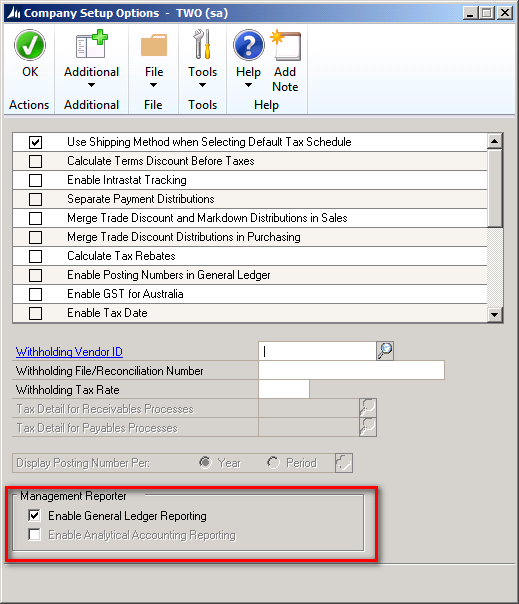 Company Setup Options  -  TWO (sa)
OK
Additional
File
Tools
Help
Add
Note
Actions
Additional
File
Tools
Help
Use Shipping Method when Selecting Default Tax Schedule
Calculate Terms Discount Before Taxes
Enable Intrastat Tracking
Separate Payment Distributions
Merge Trade Discount and Markdown Distributions in Sales
Merge Trade Discount Distributions in Purchasing
Calculate Tax Rebates
Enable Posting Numbers in General Ledger
Enable GST for Australia
Enable Tax Date
Withholding Vendor ID
Withholding File/Reconciliation Number
Withholding Tax Rate
Tax Detail for Receivables Processes
Tax Detail for Payables Processes
Display Posting Number Per: Year Period
Management Reporter
Enable General Ledger Reporting
Enable Analytical Accounting Reporting